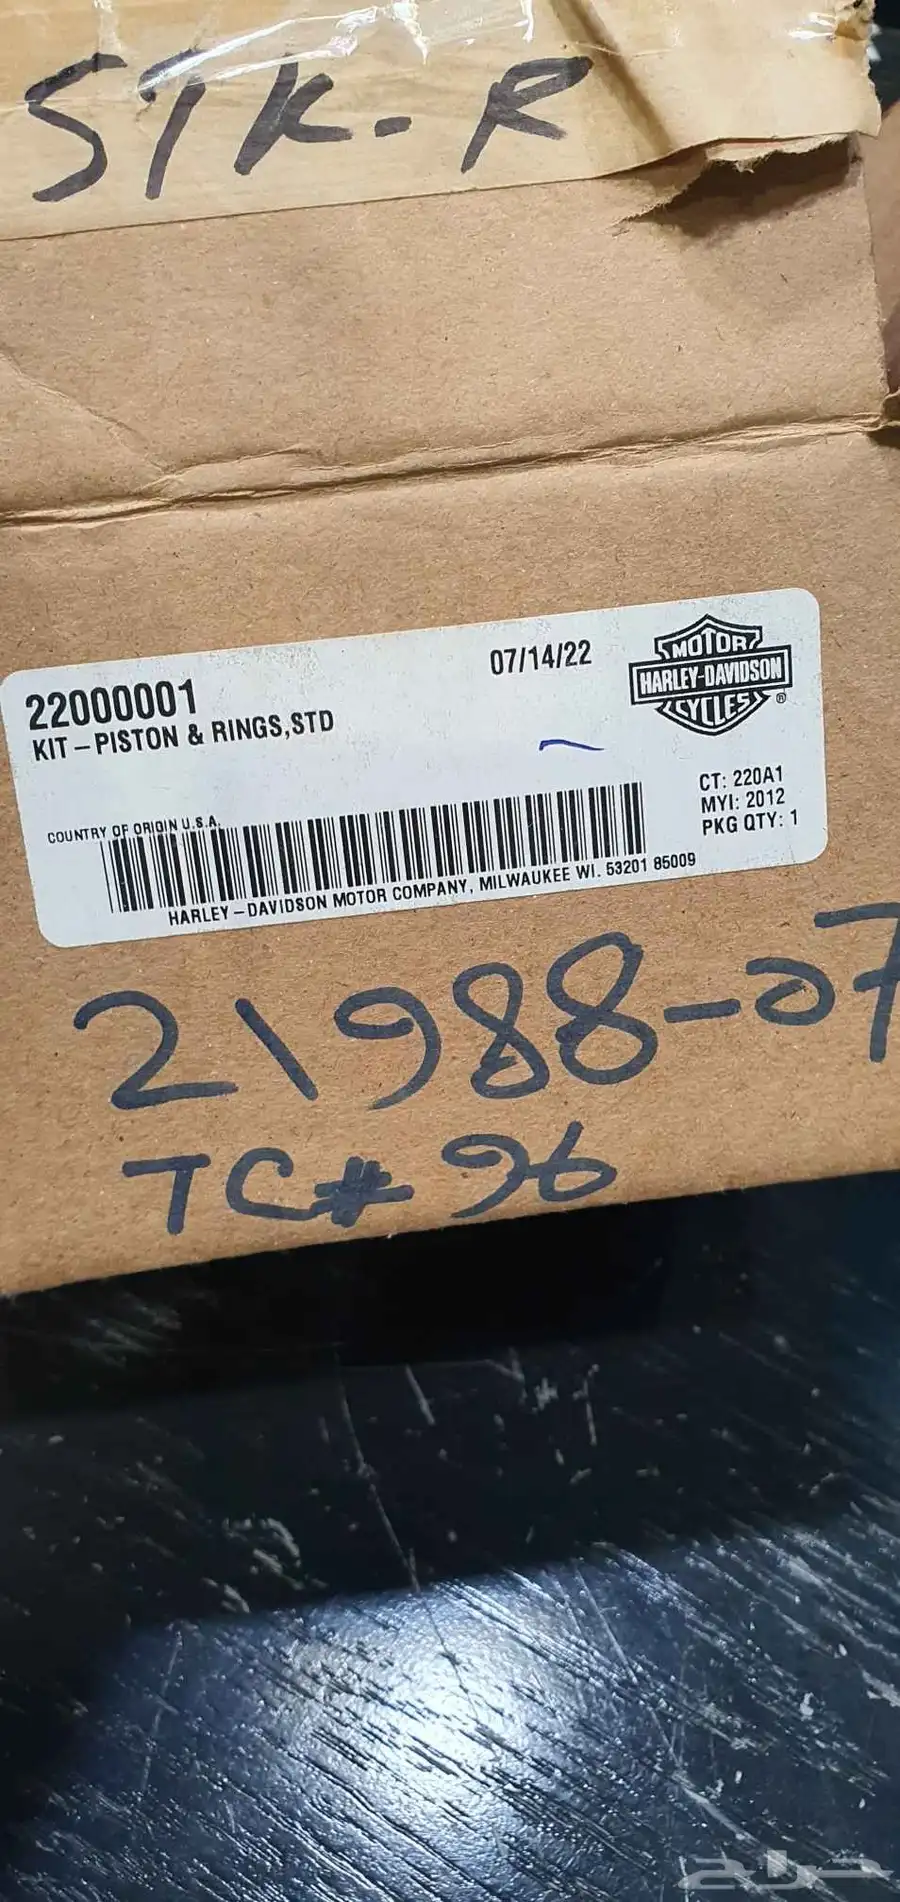 STK-R
22000001
KIT-PISTON & RINGS,STD
07/14/22
MOTOR
HARLEY-DAVIDSON
CYCLES
®
CT: 220A1
MYI: 2012
PKG QTY: 1
COUNTRY OF ORIGIN U.S.A.
HARLEY-DAVIDSON MOTOR COMPANY, MILWAUKEE WI. 53201 85009
21988-07
TC# 96
حراج